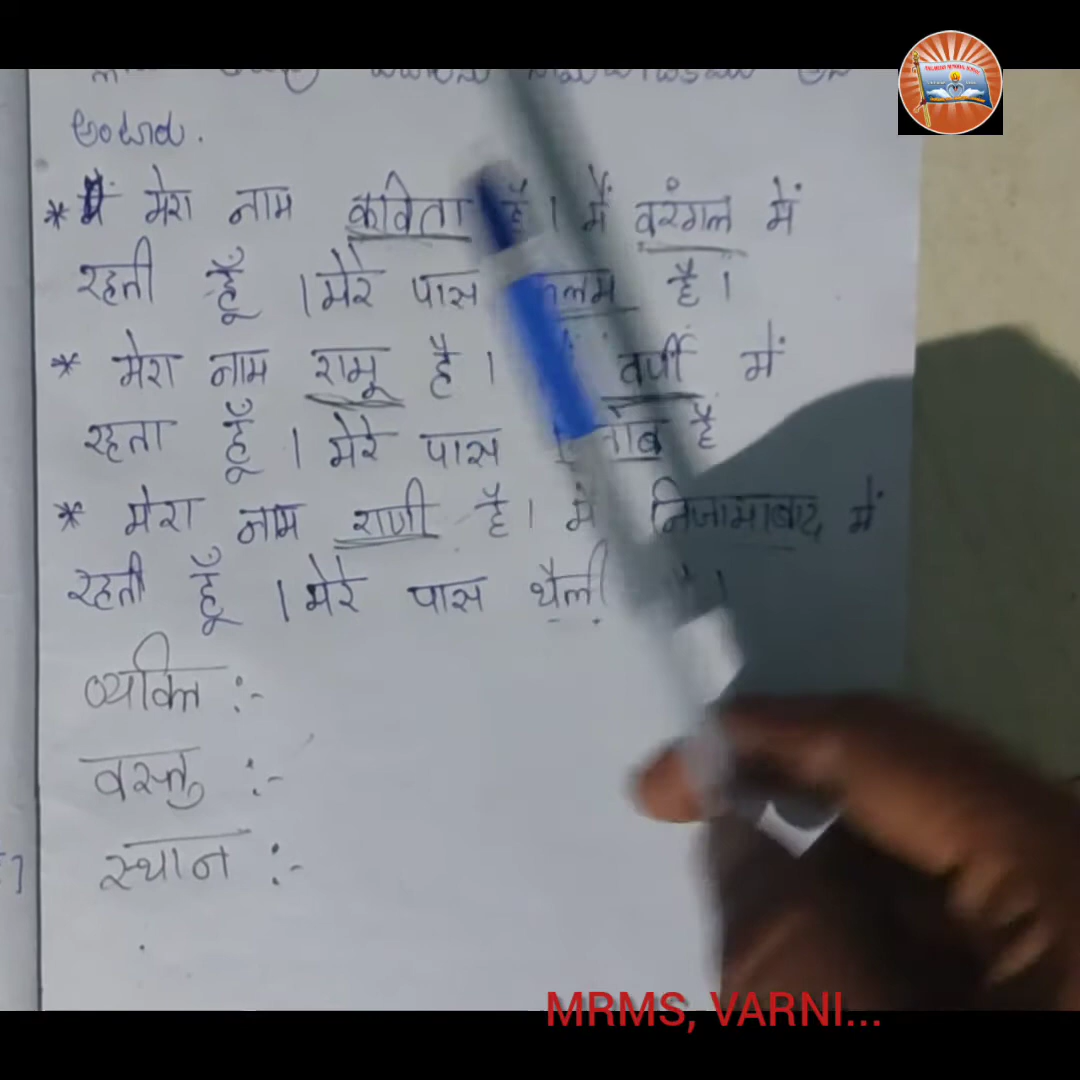 అంటారు.
* मेरा नाम कविता है। मैं वरंगल में
रहती हूँ । मेरे पास कलम है।
* मेरा नाम रामू है। वर्णी में
रहता हूँ । मेरे पास है
* मेरा नाम राणी है। मैं निजामाबाद में
रहती हूँ । मेरे पास थैली है।
व्यक्ति :-
वस्तु :-
स्थान :-
MRMS, VARNI...